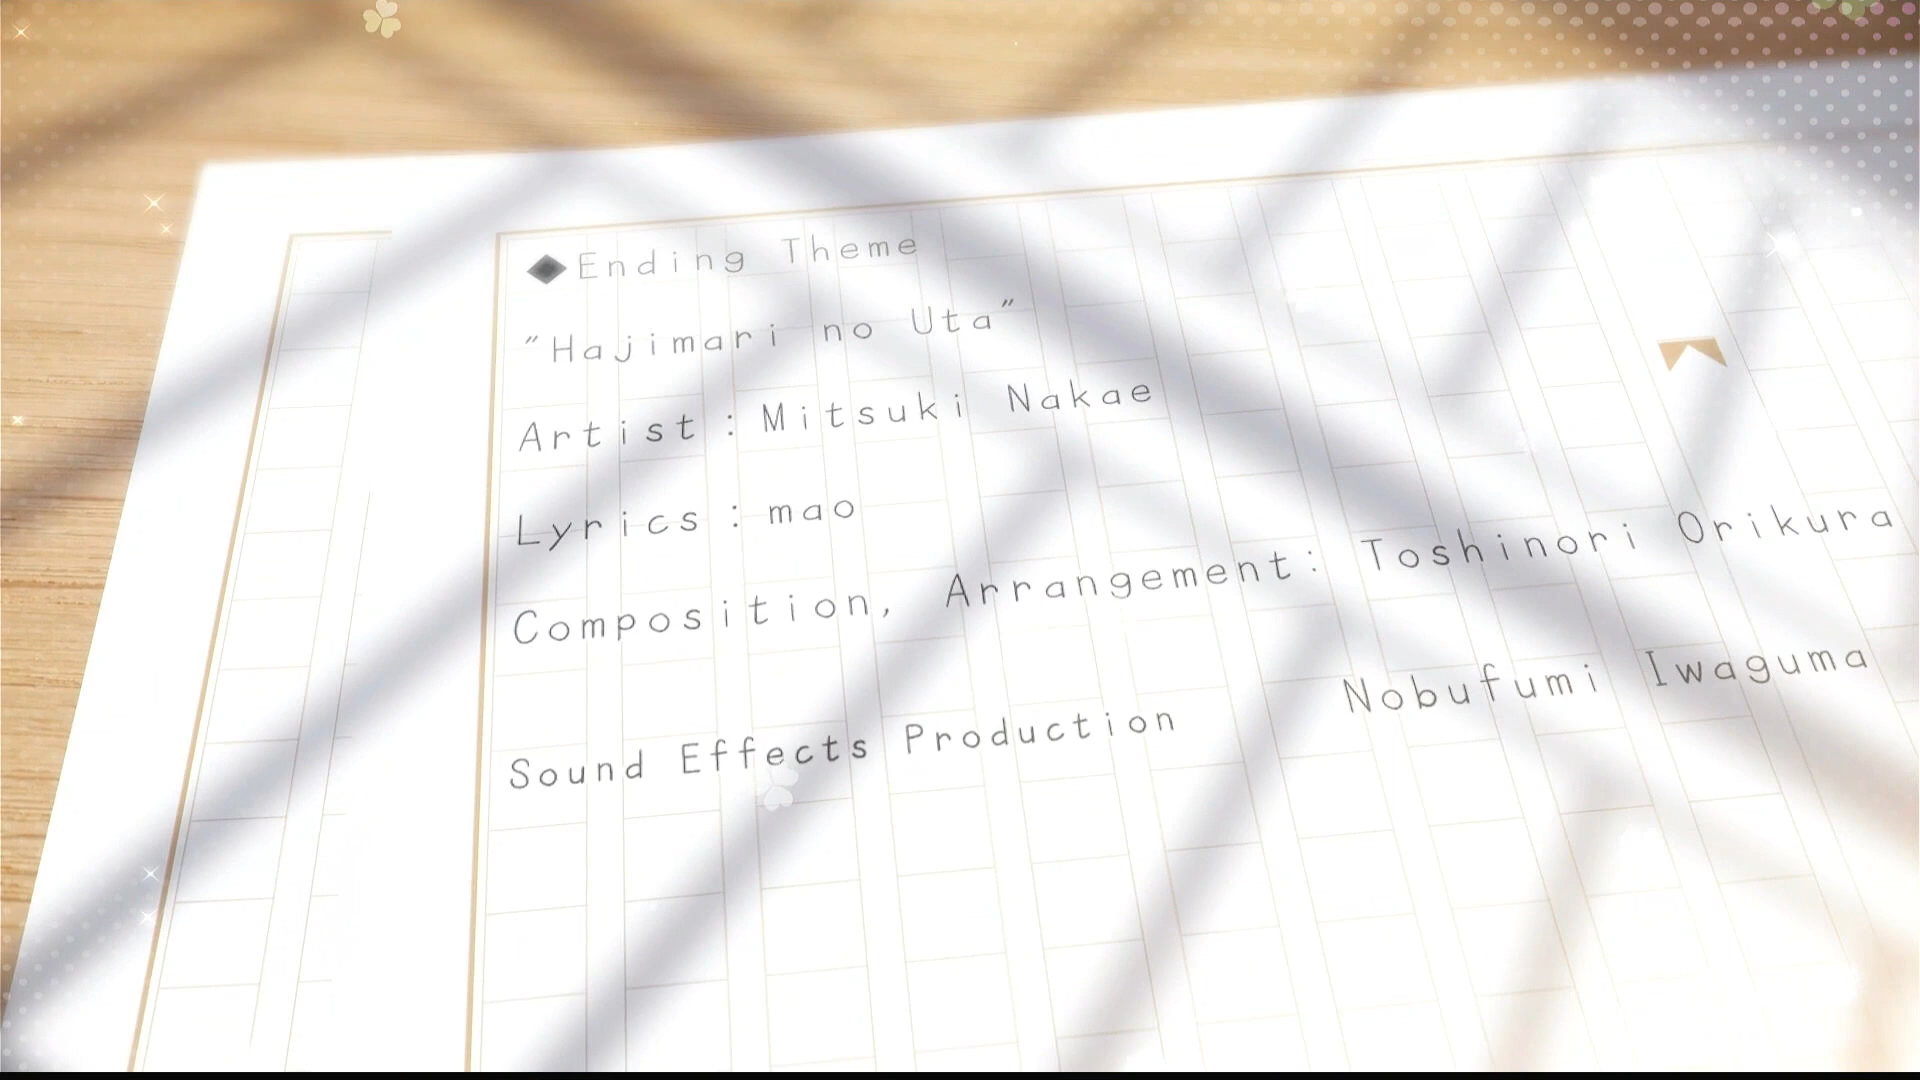 ◆Ending Theme
"Hajimari no Uta"
Artist : Mitsuki Nakae
Lyrics : mao
Composition, Arrangement: Toshinori Orikura
Sound Effects Production Nobufumi Iwaguma